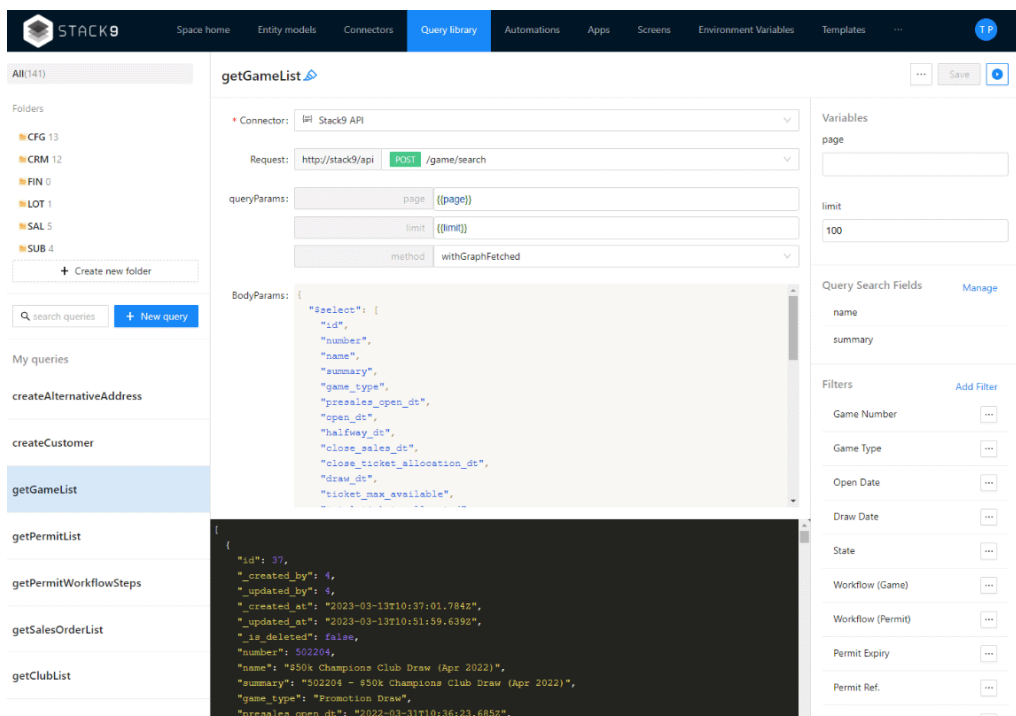 STACK9
Space home
Entity models
Connectors
Query library
Automations
Apps
Screens
Environment Variables
Templates
...
T P
All(141)
Folders
CFG 13
CRM 12
FIN 0
LOT 1
SAL 5
SUB 4
+ Create new folder
search queries
+ New query
My queries
createAlternativeAddress
createCustomer
getGameList
getPermitList
getPermitWorkflowSteps
getSalesOrderList
getClubList
getGameList
...
Save
* Connector: Stack9 API
Request: http://stack9/api POST /game/search
queryParams: page {{page}}
limit {{limit}}
method withGraphFetched
BodyParams: {
"$select": [
"id",
"number",
"name",
"summary",
"game_type",
"presales_open_dt",
"open_dt",
"halfway_dt",
"close_sales_dt",
"close_ticket_allocation_dt",
"draw_dt",
"ticket_max_available",
[
{
"id": 37,
"_created_by": 4,
"_updated_by": 4,
"_created_at": "2023-03-13T10:37:01.784Z",
"_updated_at": "2023-03-13T10:51:59.639Z",
"_is_deleted": false,
"number": 502204,
"name": "$50k Champions Club Draw (Apr 2022)",
"summary": "502204 - $50k Champions Club Draw (Apr 2022)",
"game_type": "Promotion Draw",
"presales_open_dt": "2022-03-31T10:36:23.685Z",
Variables
page
limit
100
Query Search Fields Manage
name
summary
Filters Add Filter
Game Number ...
Game Type ...
Open Date ...
Draw Date ...
State ...
Workflow (Game) ...
Workflow (Permit) ...
Permit Expiry ...
Permit Ref. ...